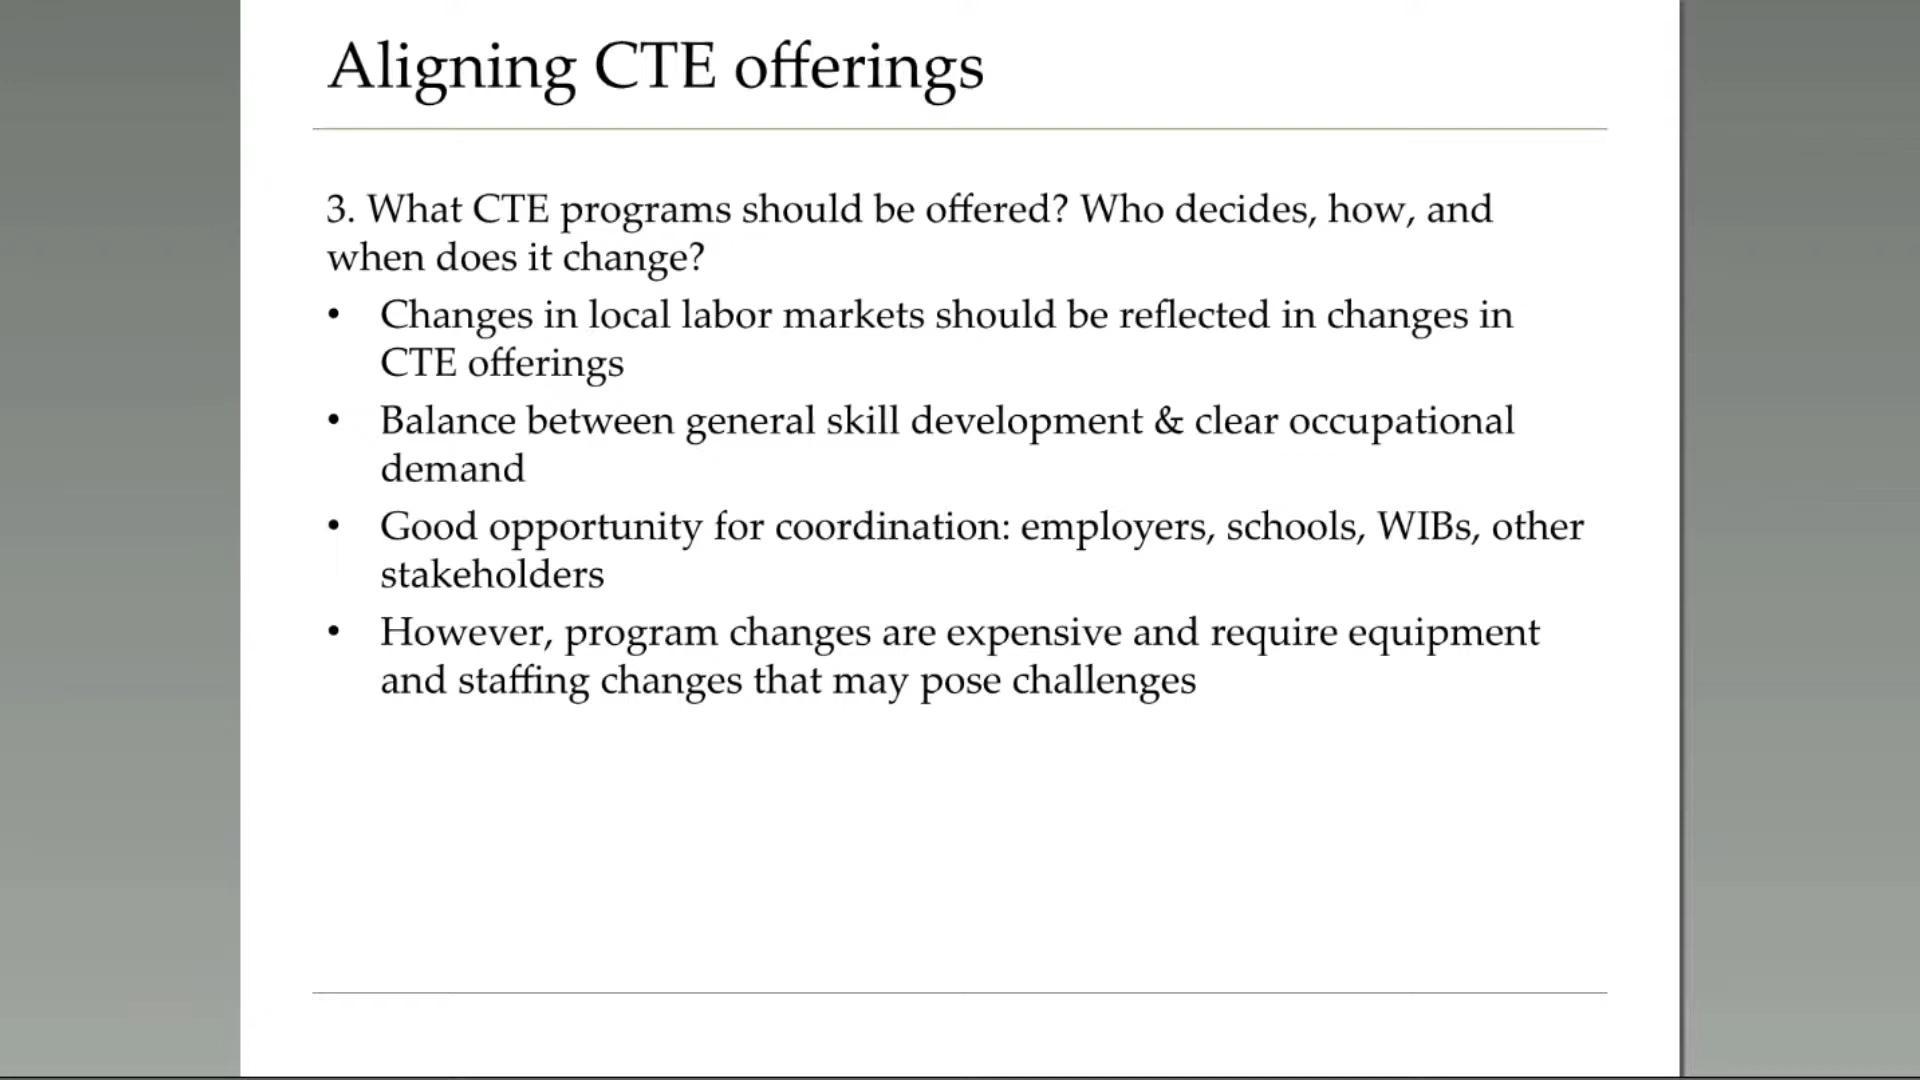 Aligning CTE offerings
3. What CTE programs should be offered? Who decides, how, and
when does it change?
• Changes in local labor markets should be reflected in changes in
CTE offerings
• Balance between general skill development & clear occupational
demand
• Good opportunity for coordination: employers, schools, WIBs, other
stakeholders
• However, program changes are expensive and require equipment
and staffing changes that may pose challenges